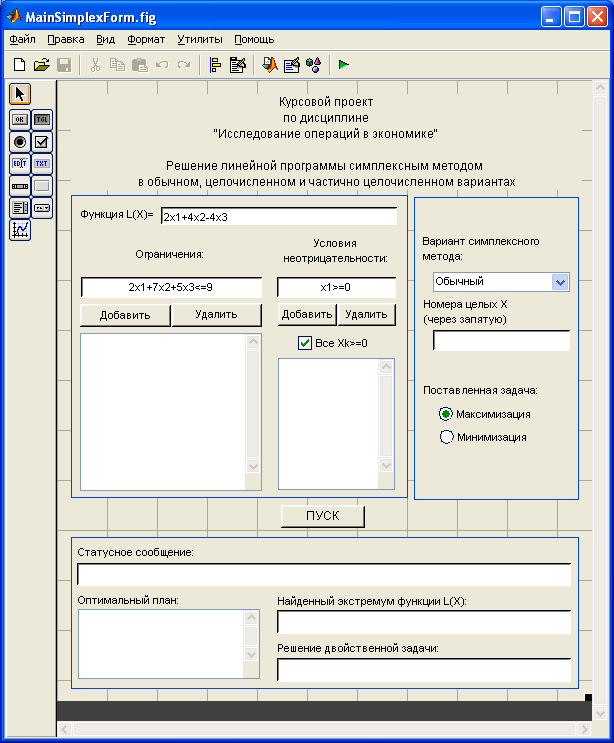 MainSimplexForm.fig
Файл Правка Вид Формат Утилиты Помощь
OK TGL
EDIT TXT
Курсовой проект
по дисциплине
"Исследование операций в экономике"
Решение линейной программы симплексным методом
в обычном, целочисленном и частично целочисленном вариантах
Функция L(X)= 2x1+4x2-4x3
Ограничения:
Условия
неотрицательности:
2x1+7x2+5x3<=9
x1>=0
Добавить Удалить
Добавить Удалить
Все Xk>=0
Вариант симплексного
метода:
Обычный
Номера целых X
(через запятую)
Поставленная задача:
Максимизация
Минимизация
ПУСК
Статусное сообщение:
Оптимальный план:
Найденный экстремум функции L(X):
Решение двойственной задачи: